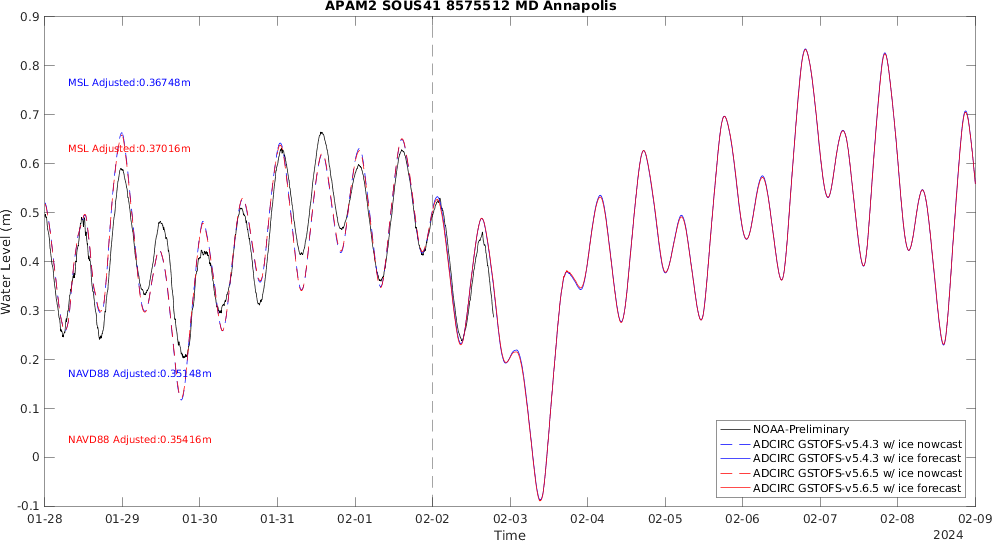 APAM2 SOUS41 8575512 MD Annapolis
0.9
0.8
0.7
0.6
0.5
0.4
0.3
0.2
0.1
0
-0.1
Water Level (m)
MSL Adjusted:0.36748m
MSL Adjusted:0.37016m
NAVD88 Adjusted:0.35148m
NAVD88 Adjusted:0.35416m
NOAA-Preliminary
ADCIRC GSTOFS-v5.4.3 w/ ice nowcast
ADCIRC GSTOFS-v5.4.3 w/ ice forecast
ADCIRC GSTOFS-v5.6.5 w/ ice nowcast
ADCIRC GSTOFS-v5.6.5 w/ ice forecast
01-28 01-29 01-30 01-31 02-01 02-02 02-03 02-04 02-05 02-06 02-07 02-08 02-09
Time
2024